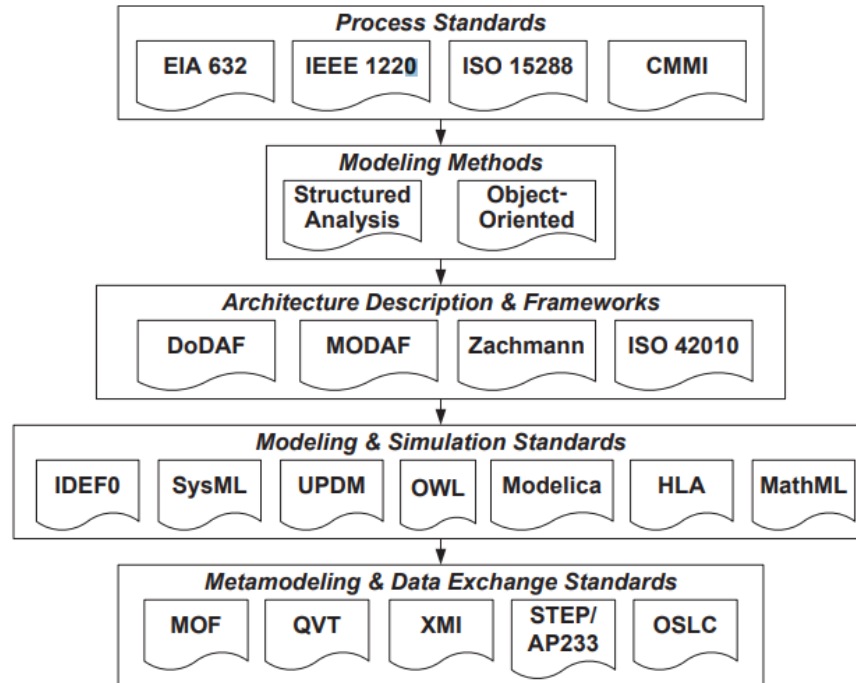 Process Standards
EIA 632 IEEE 1220 ISO 15288 CMMI
Modeling Methods
Structured Analysis
Object-Oriented
Architecture Description & Frameworks
DoDAF MODAF Zachmann ISO 42010
Modeling & Simulation Standards
IDEF0 SysML UPDM OWL Modelica HLA MathML
Metamodeling & Data Exchange Standards
MOF QVT XMI STEP/AP233 OSLC